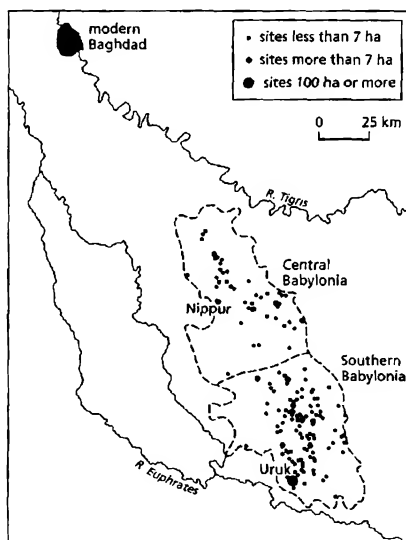 modern
Baghdad
sites less than 7 ha
sites more than 7 ha
sites 100 ha or more
0 25 km
R. Tigris
Central
Babylonia
Nippur
Southern
Babylonia
Uruk
R. Euphrates